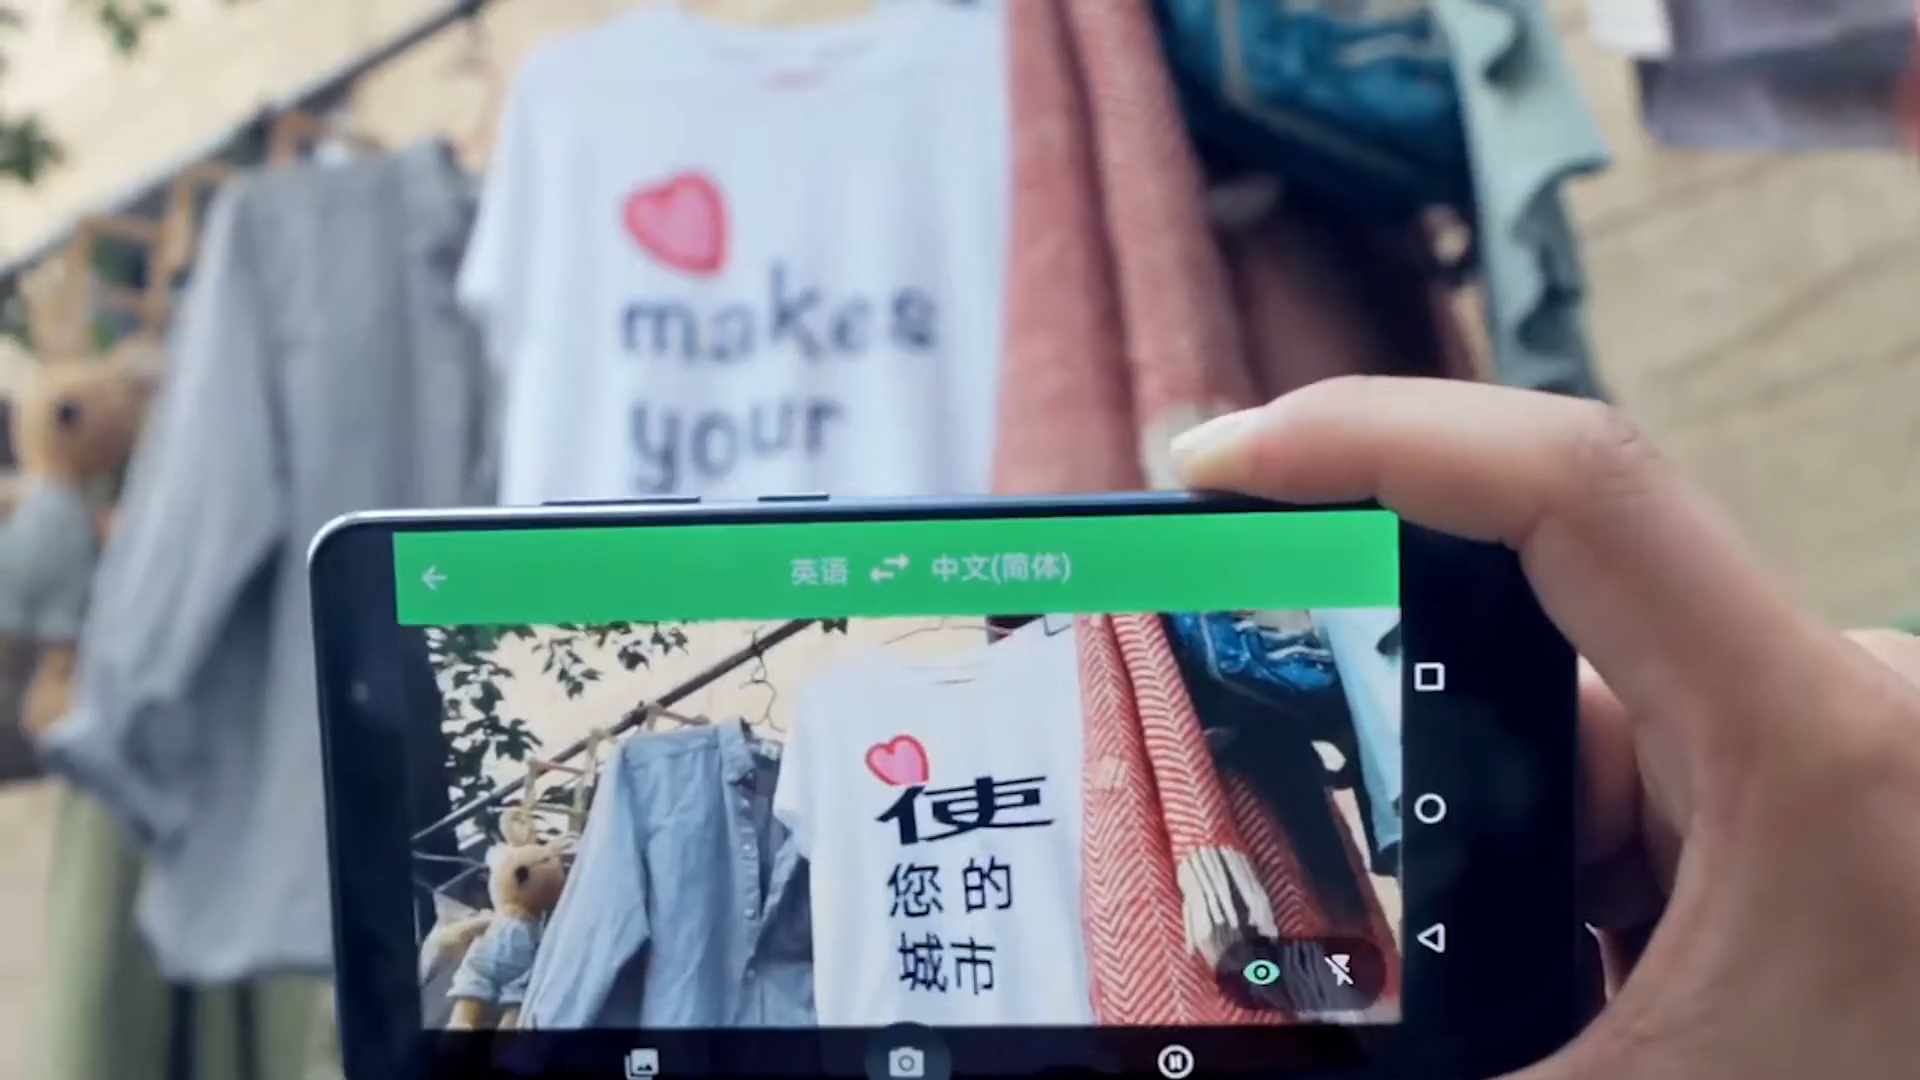 makes
your
英语 中文(简体)
使
您的
城市